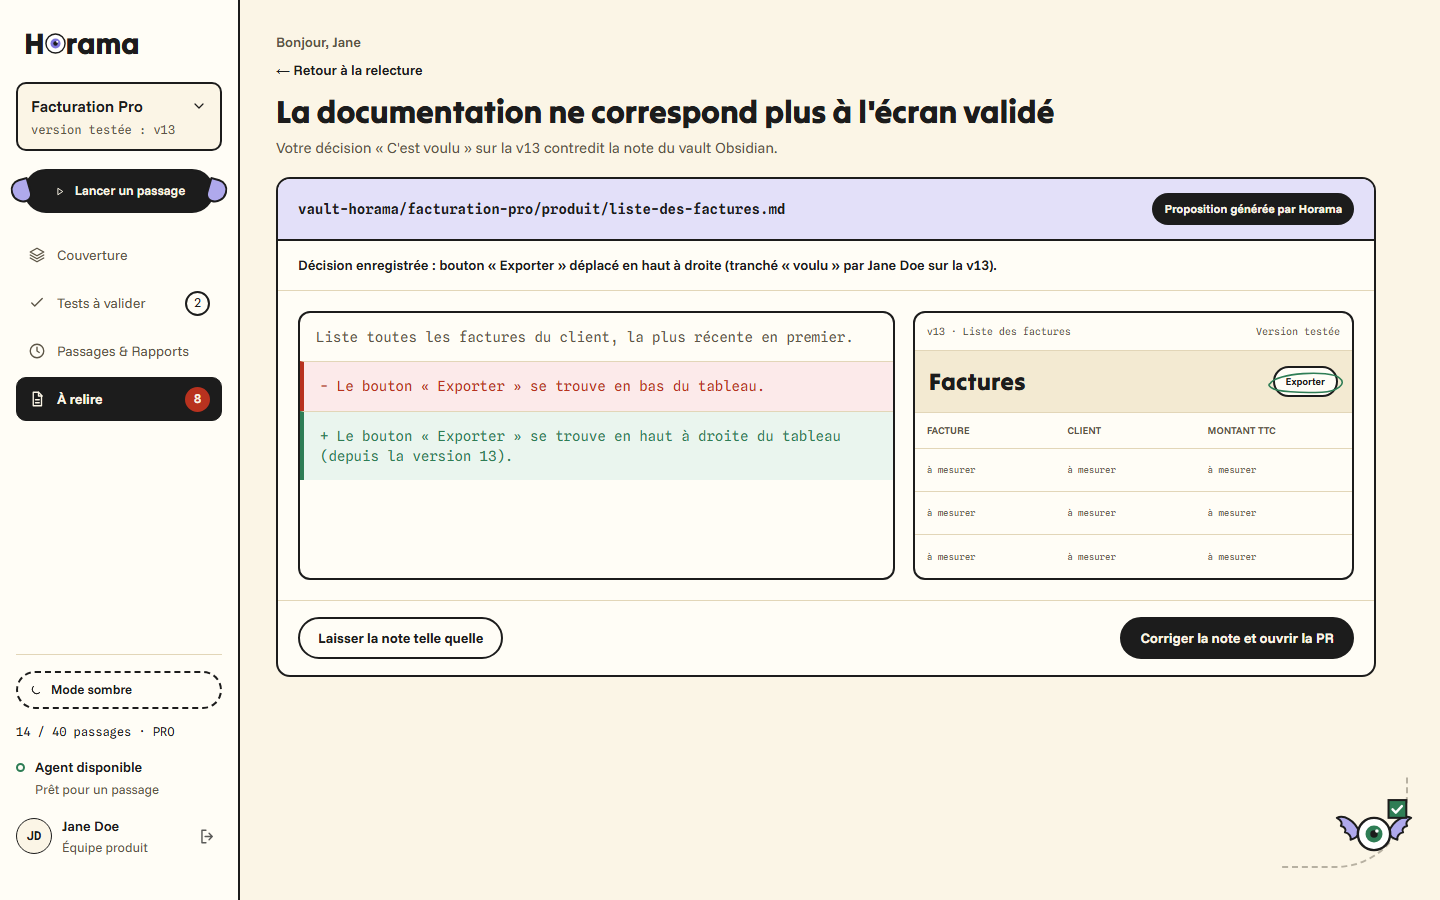 Horama
Facturation Pro
version testée : v13
Lancer un passage
Couverture
Tests à valider 2
Passages & Rapports
À relire 8
Mode sombre
14 / 40 passages · PRO
Agent disponible
Prêt pour un passage
JD
Jane Doe
Équipe produit
Bonjour, Jane
← Retour à la relecture
La documentation ne correspond plus à l'écran validé
Votre décision « C'est voulu » sur la v13 contredit la note du vault Obsidian.
vault-horama/facturation-pro/produit/liste-des-factures.md
Proposition générée par Horama
Décision enregistrée : bouton « Exporter » déplacé en haut à droite (tranché « voulu » par Jane Doe sur la v13).
Liste toutes les factures du client, la plus récente en premier.
- Le bouton « Exporter » se trouve en bas du tableau.
+ Le bouton « Exporter » se trouve en haut à droite du tableau
(depuis la version 13).
v13 · Liste des factures Version testée
Factures Exporter
FACTURE CLIENT MONTANT TTC
à mesurer à mesurer à mesurer
à mesurer à mesurer à mesurer
à mesurer à mesurer à mesurer
Laisser la note telle quelle
Corriger la note et ouvrir la PR